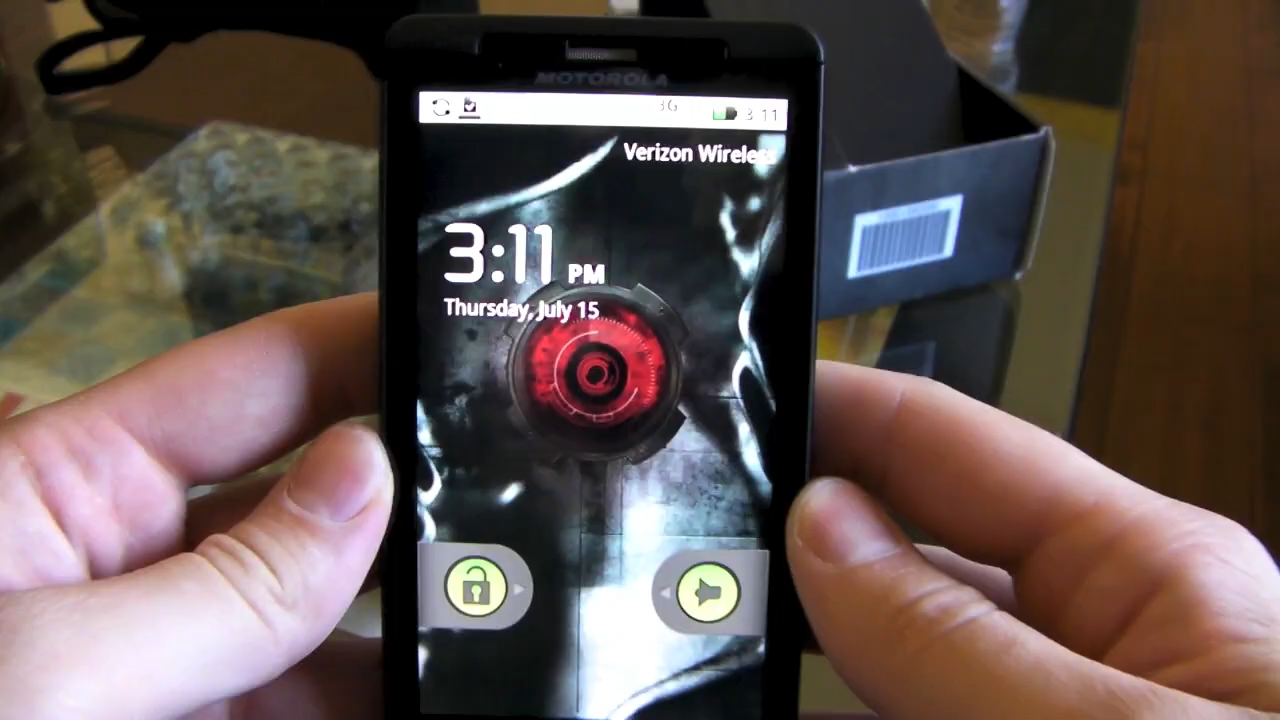 MOTOROLA
3G 3:11
Verizon Wireless
3:11 PM
Thursday, July 15